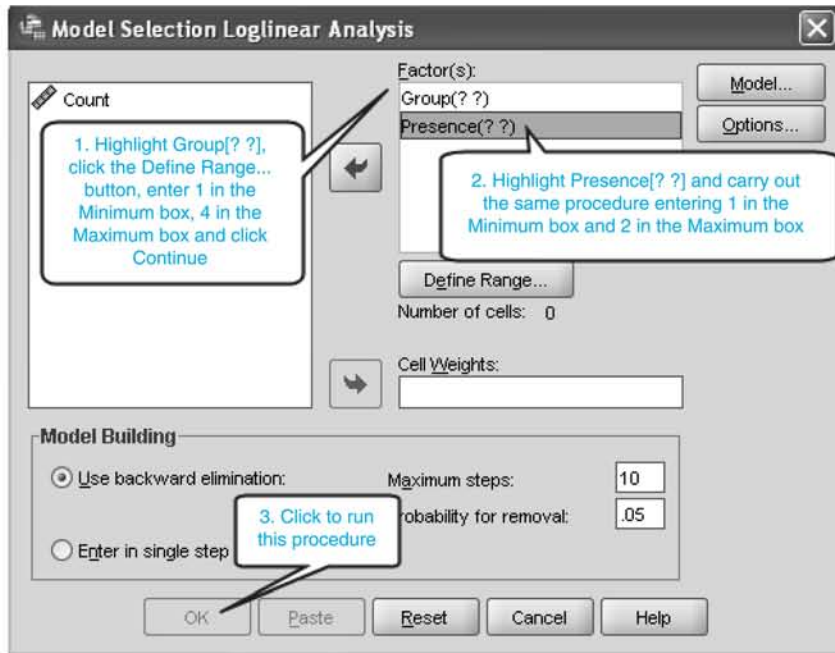 Model Selection Loglinear Analysis
Count
Factor(s):
Group(? ?)
Presence(? ?)
Model...
Options...
1. Highlight Group[? ?],
click the Define Range...
button, enter 1 in the
Minimum box, 4 in the
Maximum box and click
Continue
2. Highlight Presence[? ?] and carry out
the same procedure entering 1 in the
Minimum box and 2 in the Maximum box
Define Range...
Number of cells: 0
Cell Weights:
Model Building
Use backward elimination:
Maximum steps: 10
robability for removal: .05
Enter in single step
3. Click to run
this procedure
OK
Paste
Reset
Cancel
Help